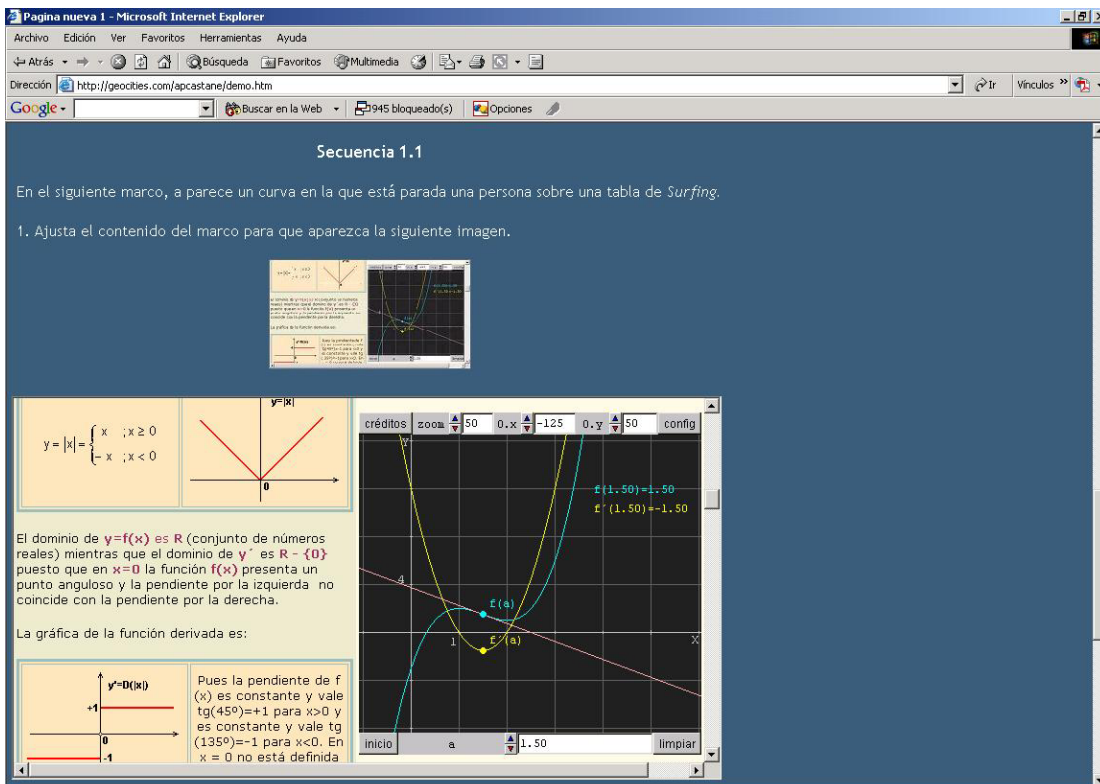 Pagina nueva 1 - Microsoft Internet Explorer
Archivo Edición Ver Favoritos Herramientas Ayuda
Atrás Búsqueda Favoritos Multimedia
Dirección http://geocities.com/apcastane/demo.htm Ir Vínculos »
Google Buscar en la Web 945 bloqueado(s) Opciones
Secuencia 1.1
En el siguiente marco, a parece un curva en la que está parada una persona sobre una tabla de Surfing.
1. Ajusta el contenido del marco para que aparezca la siguiente imagen.
y=|x|
y = |x| = { x ;x ≥ 0
- x ;x < 0
0
El dominio de y=f(x) es R (conjunto de números
reales) mientras que el dominio de y´ es R - {0}
puesto que en x=0 la función f(x) presenta un
punto anguloso y la pendiente por la izquierda no
coincide con la pendiente por la derecha.
La gráfica de la función derivada es:
y'=D(|x|)
+1
0
-1
Pues la pendiente de f
(x) es constante y vale
tg(45º)=+1 para x>0 y
es constante y vale tg
(135º)=-1 para x<0. En
x = 0 no está definida
créditos zoom 50 O.x -125 O.y 50 config
Y
f(1.50)=1.50
f´(1.50)=-1.50
4
f(a)
1
f´(a)
X
inicio a 1.50 limpiar